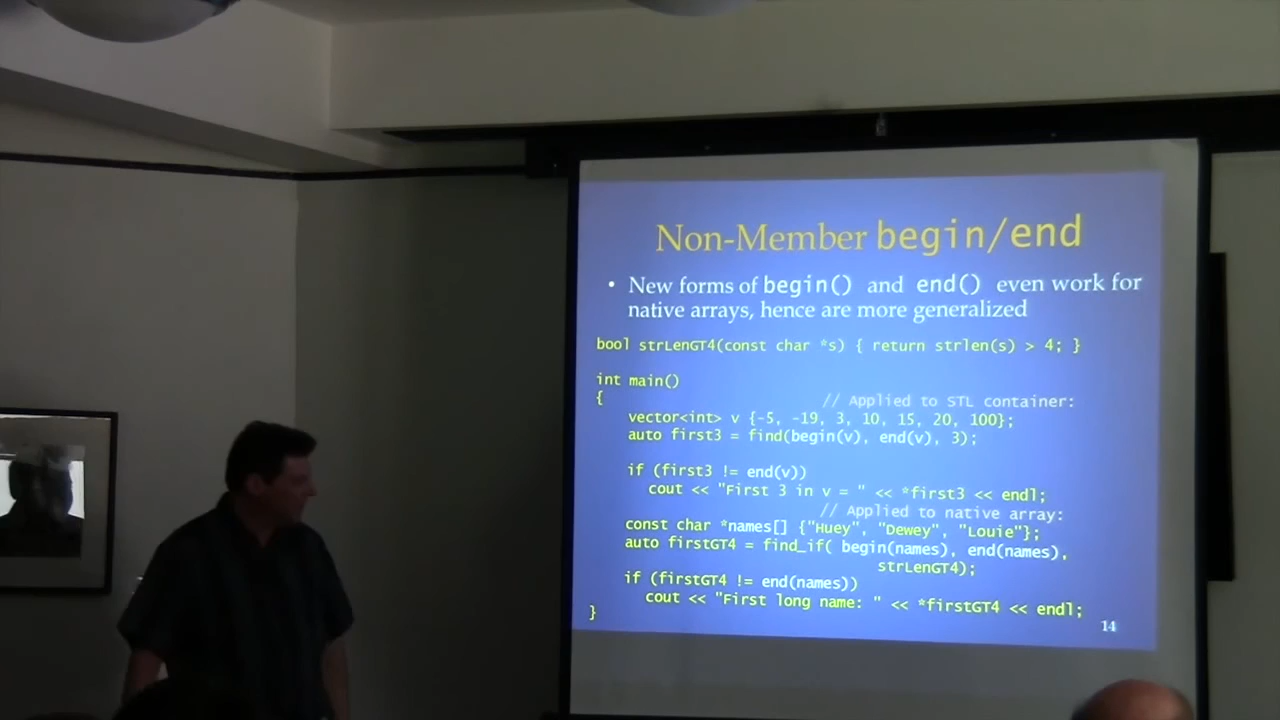 Non-Member begin/end
• New forms of begin() and end() even work for
native arrays, hence are more generalized
bool strLenGT4(const char *s) { return strlen(s) > 4; }
int main()
{ // Applied to STL container:
vector<int> v {-5, -19, 3, 10, 15, 20, 100};
auto first3 = find(begin(v), end(v), 3);
if (first3 != end(v))
cout << "First 3 in v = " << *first3 << endl;
// Applied to native array:
const char *names[] {"Huey", "Dewey", "Louie"};
auto firstGT4 = find_if( begin(names), end(names),
strLenGT4);
if (firstGT4 != end(names))
cout << "First long name: " << *firstGT4 << endl;
}
14